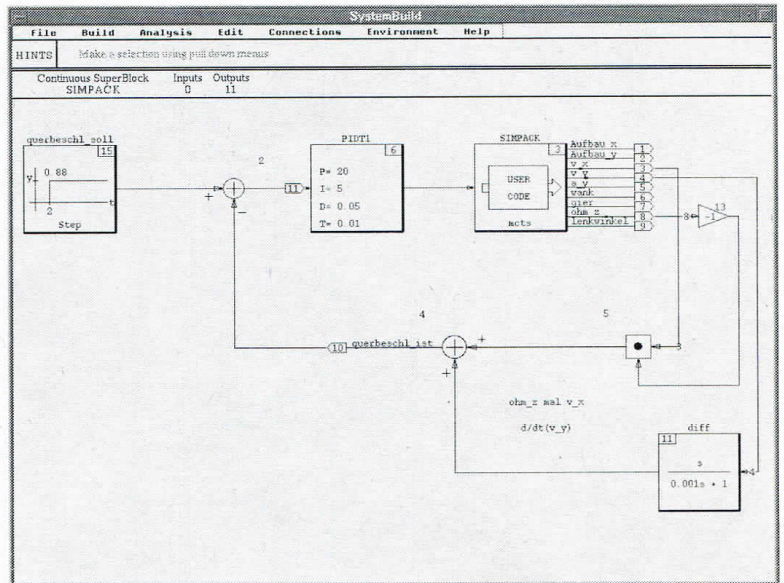 SystemBuild
File Build Analysis Edit Connections Environment Help
HINTS Make a selection using pull down menus
Continuous SuperBlock Inputs Outputs
SIMPACK 0 11
querbeschl_soll
15
y 0.88
2 t
Step
2
+
−
11
PIDT1
6
P= 20
I= 5
D= 0.05
T= 0.01
SIMPACK
3
USER
CODE
mcts
Aufbau_x 1
Aufbau_y 2
v_x 3
v_y 4
a_y 5
wank 6
gier 7
ohm_z 8
lenkwinkel 9
8
13
-1
4
5
10 querbeschl_ist
+
+
3
ohm_z mal v_x
d/dt(v_y)
diff
11
s
0.001s + 1
4